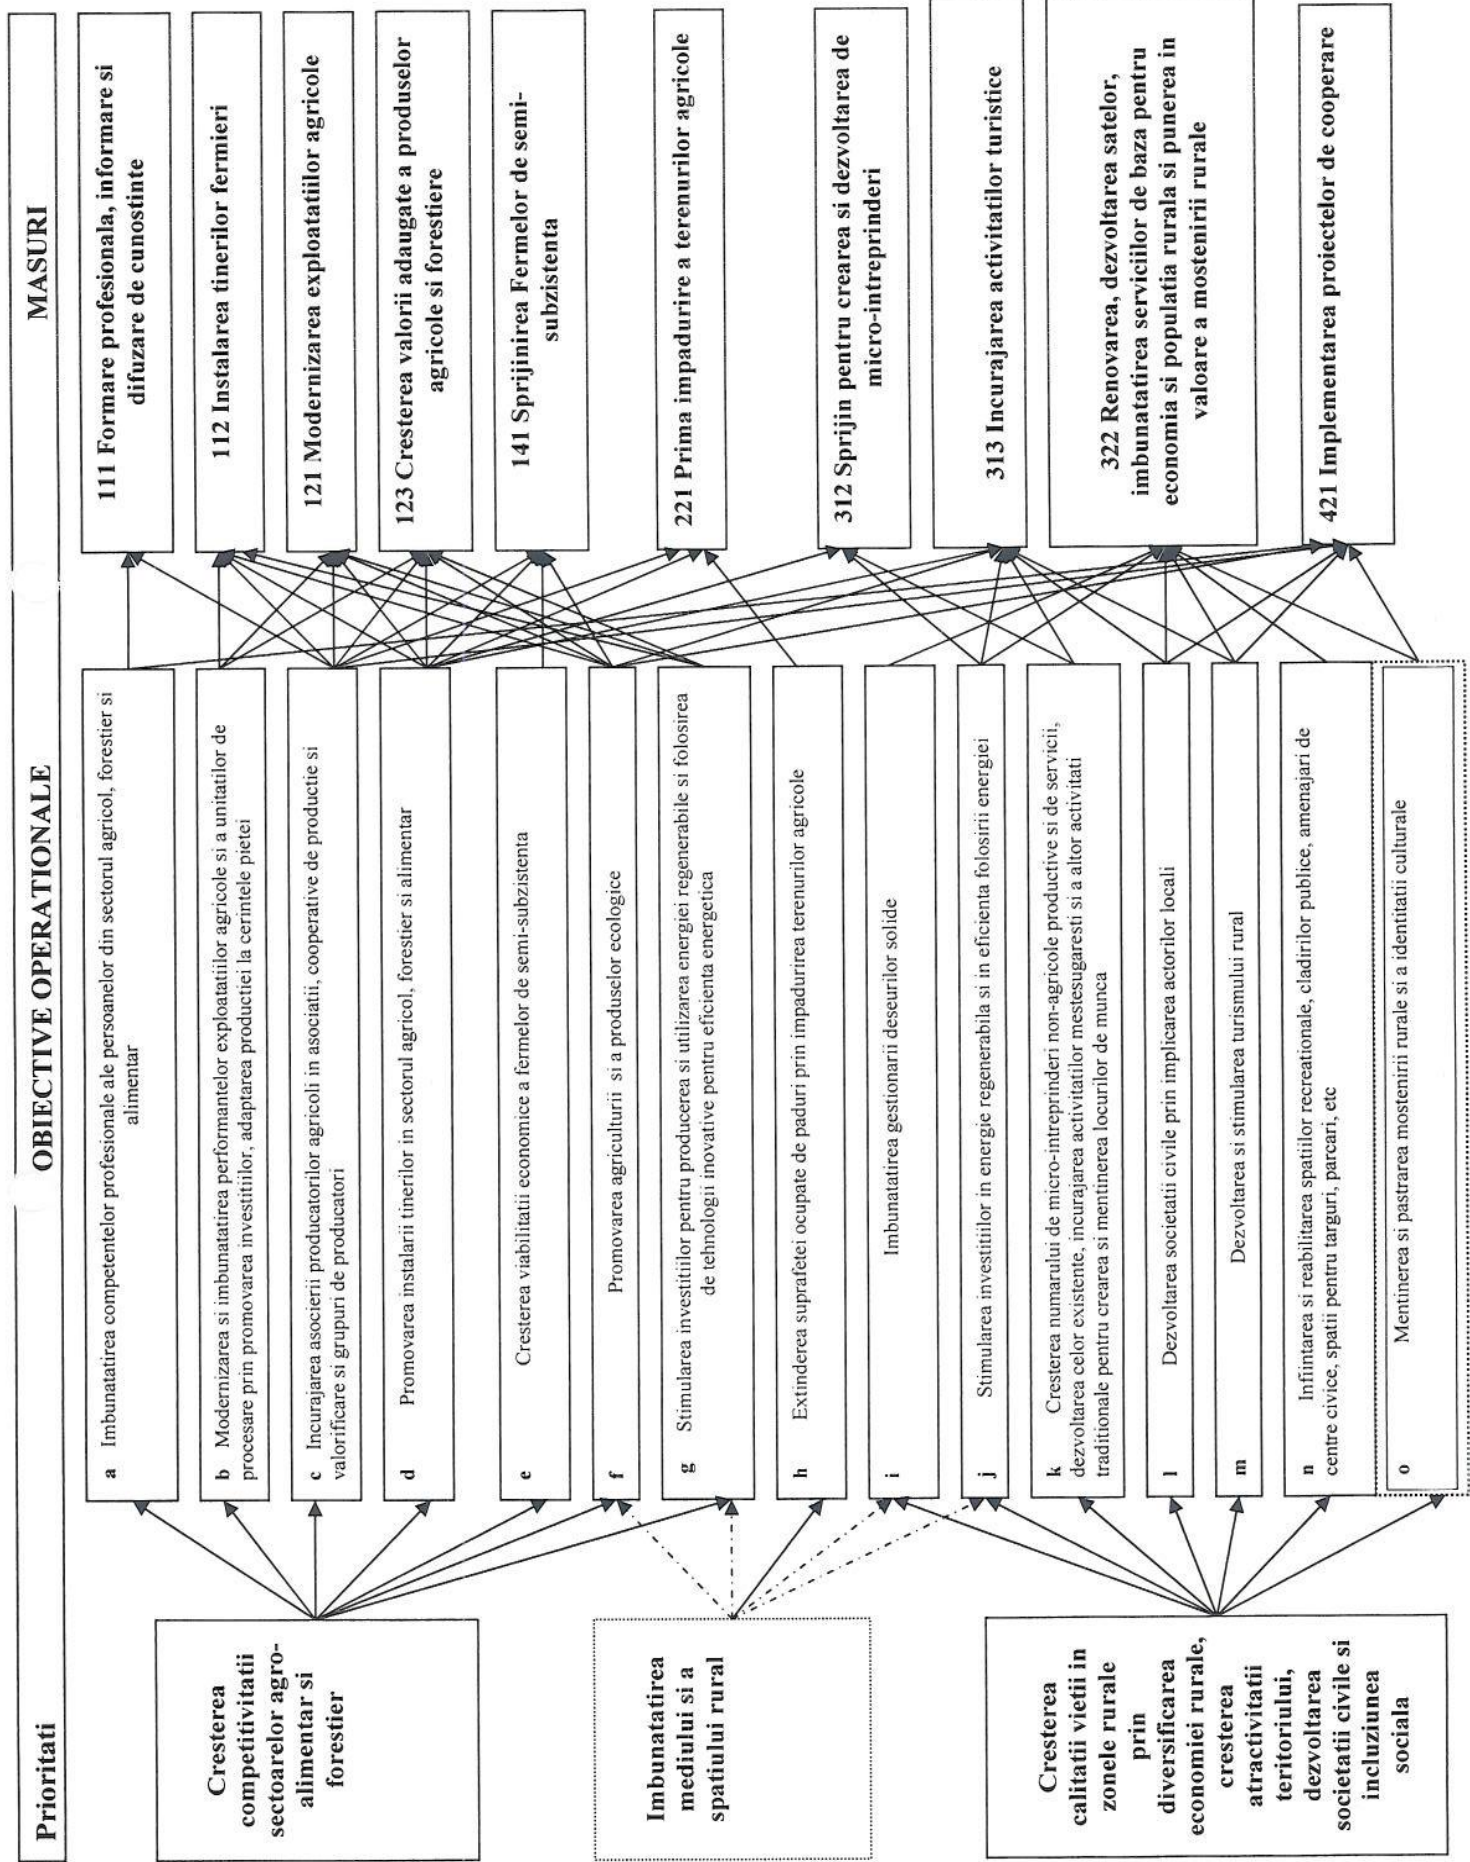 Prioritati
OBIECTIVE OPERATIONALE
MASURI
Cresterea
competitivitatii
sectoarelor agro-
alimentar si
forestier
Imbunatatirea
mediului si a
spatiului rural
Cresterea
calitatii vietii in
zonele rurale
prin
diversificarea
economiei rurale,
cresterea
atractivitatii
teritoriului,
dezvoltarea
societatii civile si
incluziunea
sociala
a Imbunatatirea competentelor profesionale ale persoanelor din sectorul agricol, forestier si
alimentar
b Modernizarea si imbunatatirea performantelor exploatatiilor agricole si a unitatilor de
procesare prin promovarea investitiilor, adaptarea productiei la cerintele pietei
c Incurajarea asocierii producatorilor agricoli in asociatii, cooperative de productie si
valorificare si grupuri de producatori
d Promovarea instalarii tinerilor in sectorul agricol, forestier si alimentar
e Cresterea viabilitatii economice a fermelor de semi-subzistenta
f Promovarea agriculturii si a produselor ecologice
g Stimularea investitiilor pentru producerea si utilizarea energiei regenerabile si folosirea
de tehnologii inovative pentru eficienta energetica
h Extinderea suprafetei ocupate de paduri prin impadurirea terenurilor agricole
i Imbunatatirea gestionarii deseurilor solide
j Stimularea investitiilor in energie regenerabila si in eficienta folosirii energiei
k Cresterea numarului de micro-intreprinderi non-agricole productive si de servicii,
dezvoltarea celor existente, incurajarea activitatilor mestesugaresti si a altor activitati
traditionale pentru crearea si mentinerea locurilor de munca
l Dezvoltarea societatii civile prin implicarea actorilor locali
m Dezvoltarea si stimularea turismului rural
n Infiintarea si reabilitarea spatiilor recreationale, cladirilor publice, amenajari de
centre civice, spatii pentru targuri, parcari, etc
o Mentinerea si pastrarea mostenirii rurale si a identitatii culturale
111 Formare profesionala, informare si
difuzare de cunostinte
112 Instalarea tinerilor fermieri
121 Modernizarea exploatatiilor agricole
123 Cresterea valorii adaugate a produselor
agricole si forestiere
141 Sprijinirea Fermelor de semi-
subzistenta
221 Prima impadurire a terenurilor agricole
312 Sprijin pentru crearea si dezvoltarea de
micro-intreprinderi
313 Incurajarea activitatilor turistice
322 Renovarea, dezvoltarea satelor,
imbunatatirea serviciilor de baza pentru
economia si populatia rurala si punerea in
valoare a mostenirii rurale
421 Implementarea proiectelor de cooperare